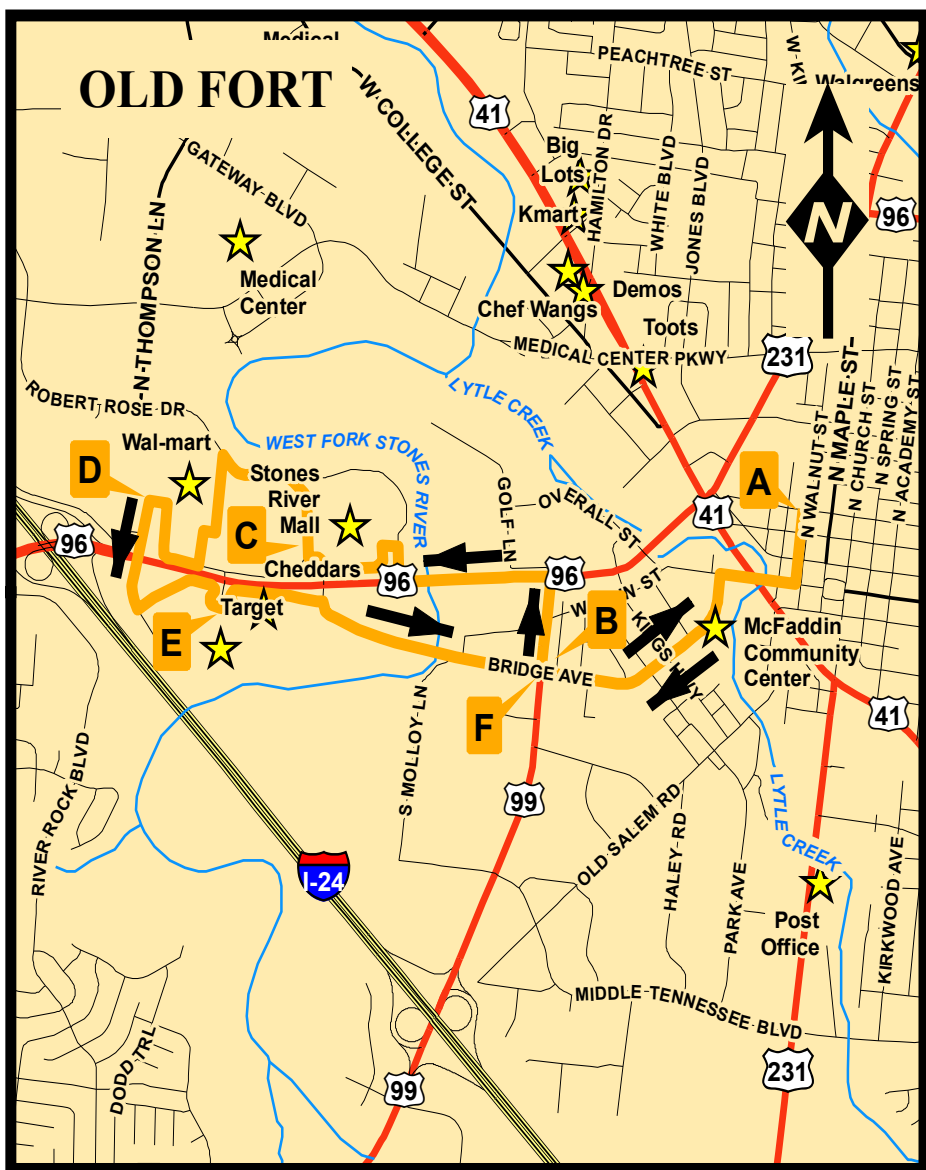 Medical
OLD FORT
PEACHTREE ST
W KI
Walgreens
W COLLEGE ST
41
GATEWAY BLVD
N THOMPSON LN
Big
Lots
HAMILTON DR
WHITE BLVD
JONES BLVD
Kmart
N
96
Medical
Center
Chef Wangs
Demos
Toots
MEDICAL CENTER PKWY
231
LYTLE CREEK
ROBERT ROSE DR
Wal-mart
WEST FORK STONES RIVER
Stones
River
Mall
GOLF LN
OVERALL ST
N WALNUT ST
N MAPLE ST
N CHURCH ST
N SPRING ST
N ACADEMY ST
D
A
C
41
96
Cheddars
96
96
W
N ST
Target
E
B
KINGS HWY
McFaddin
Community
Center
BRIDGE AVE
F
S MOLLOY LN
41
RIVER ROCK BLVD
99
OLD SALEM RD
HALEY RD
PARK AVE
LYTLE CREEK
KIRKWOOD AVE
I-24
Post
Office
MIDDLE TENNESSEE BLVD
DODD TRL
99
231